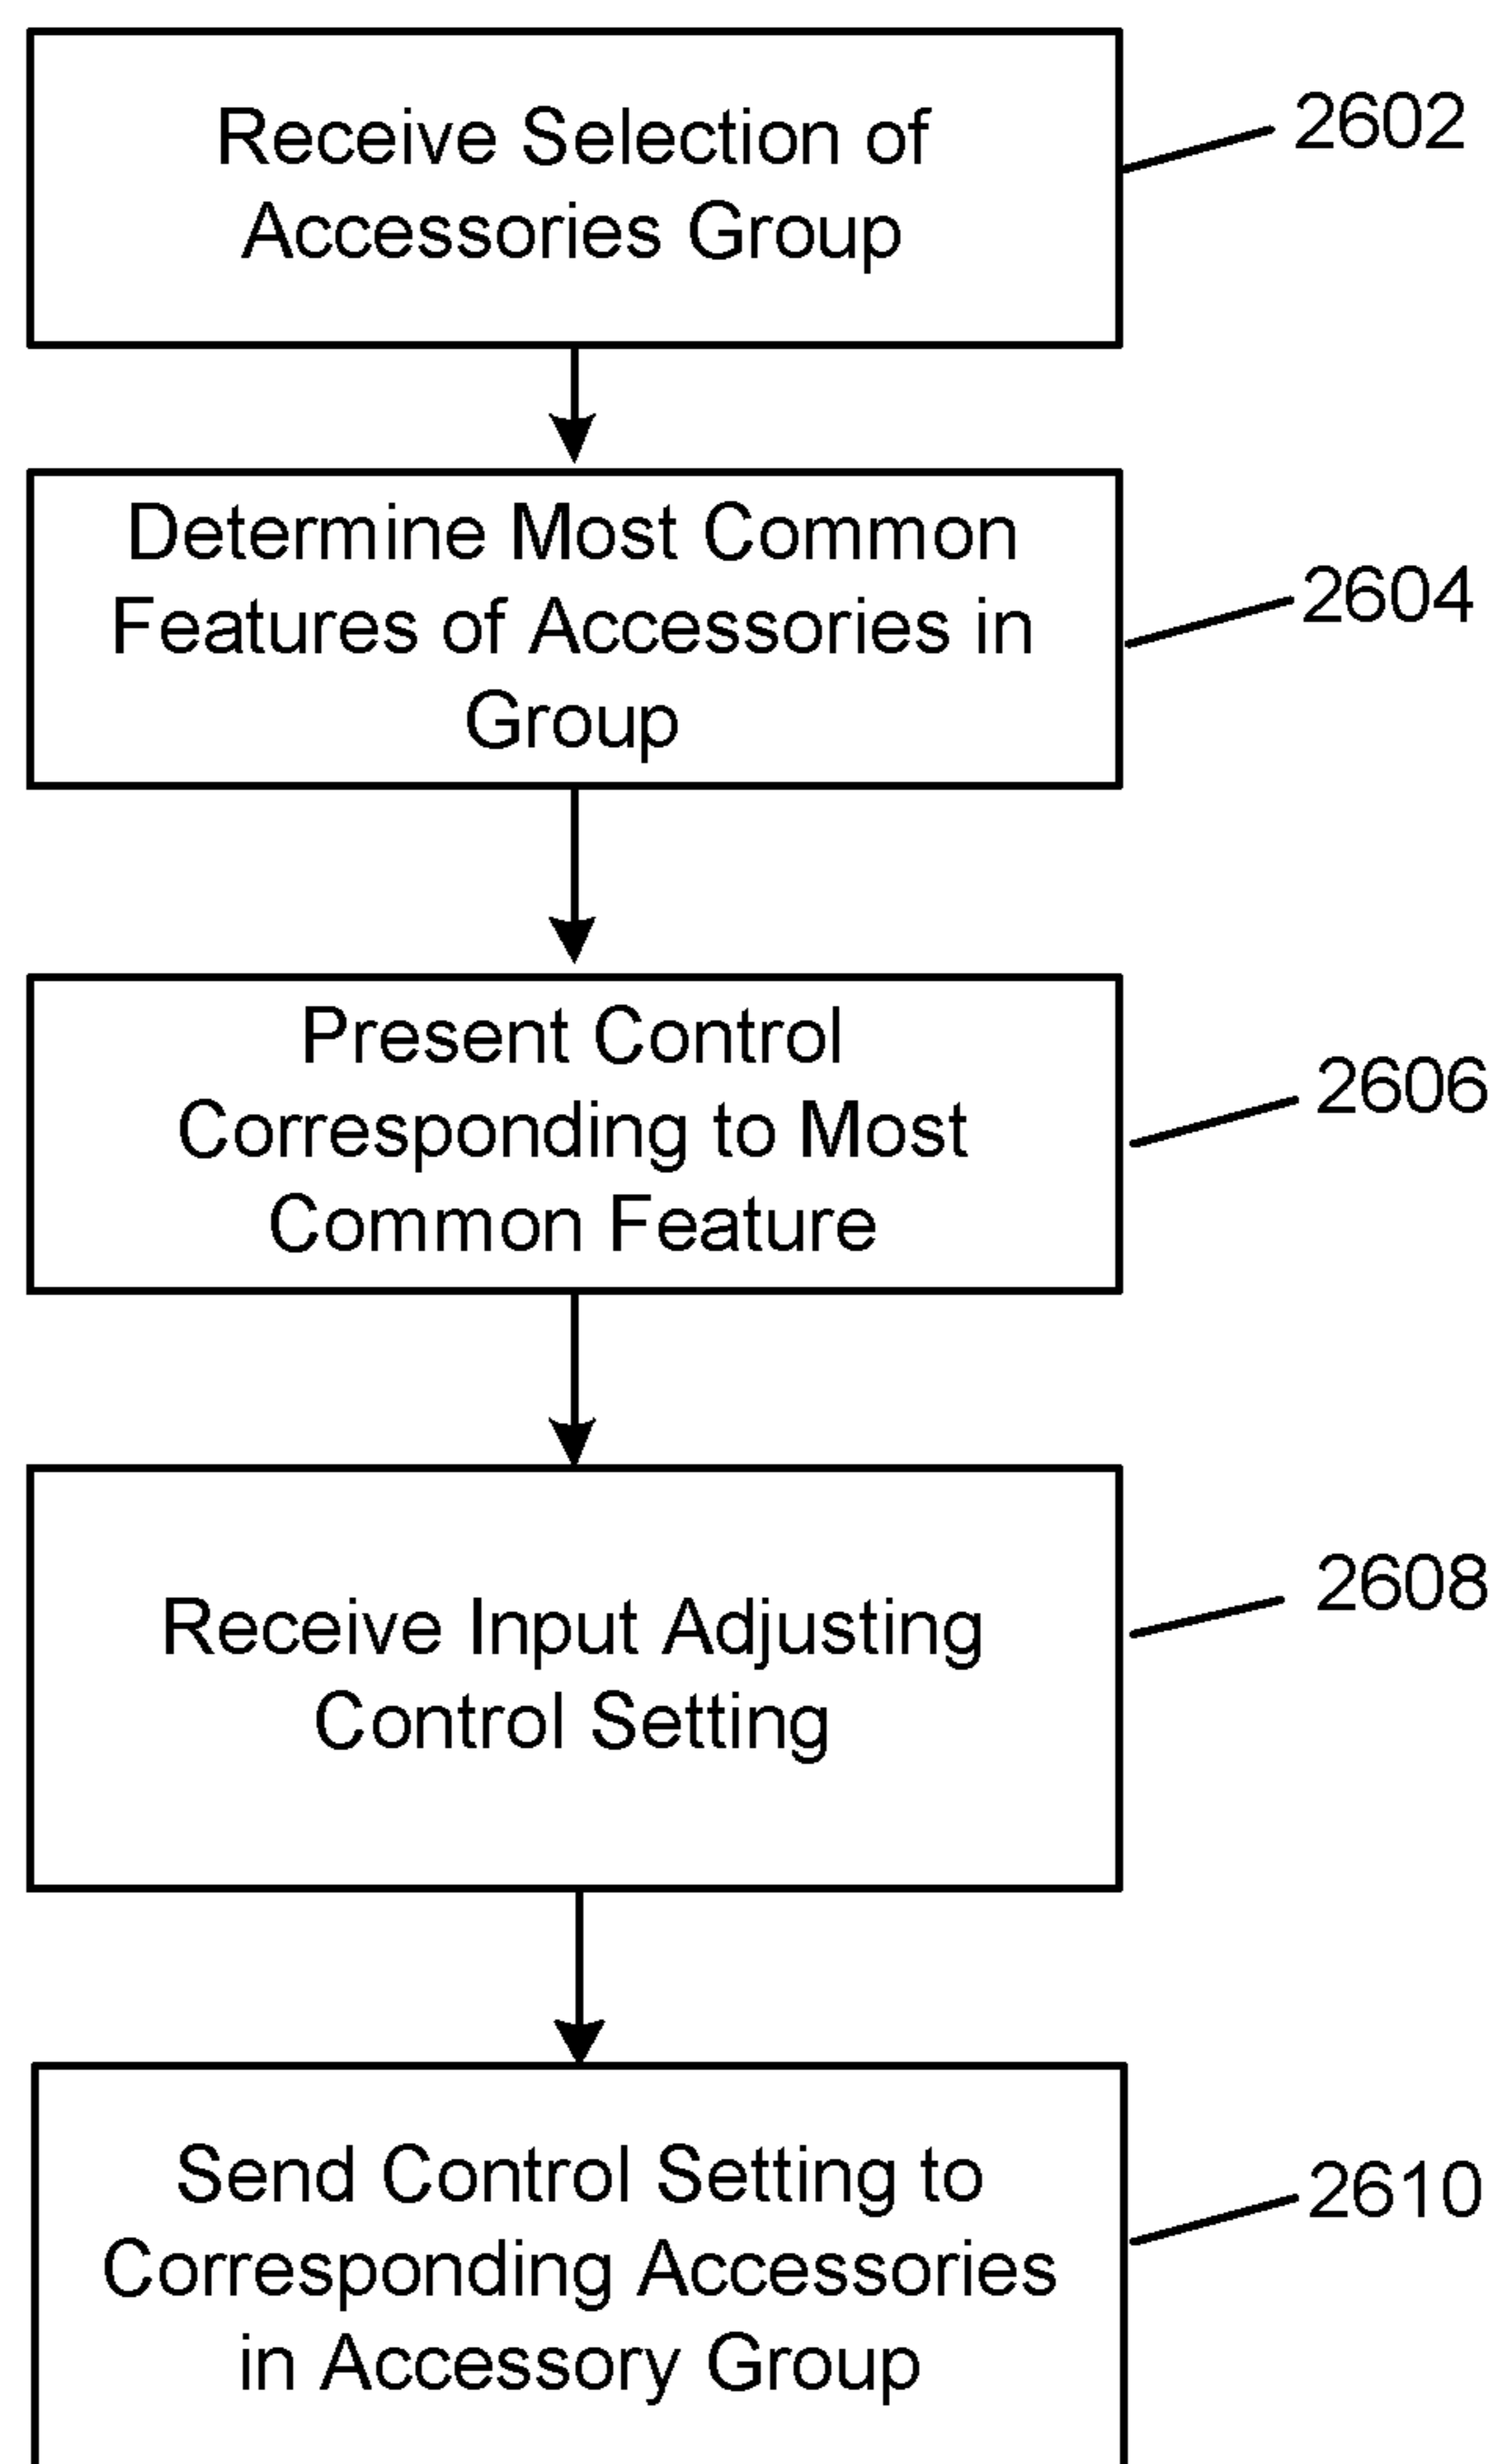 Receive Selection of
Accessories Group
2602
Determine Most Common
Features of Accessories in
Group
2604
Present Control
Corresponding to Most
Common Feature
2606
Receive Input Adjusting
Control Setting
2608
Send Control Setting to
Corresponding Accessories
in Accessory Group
2610